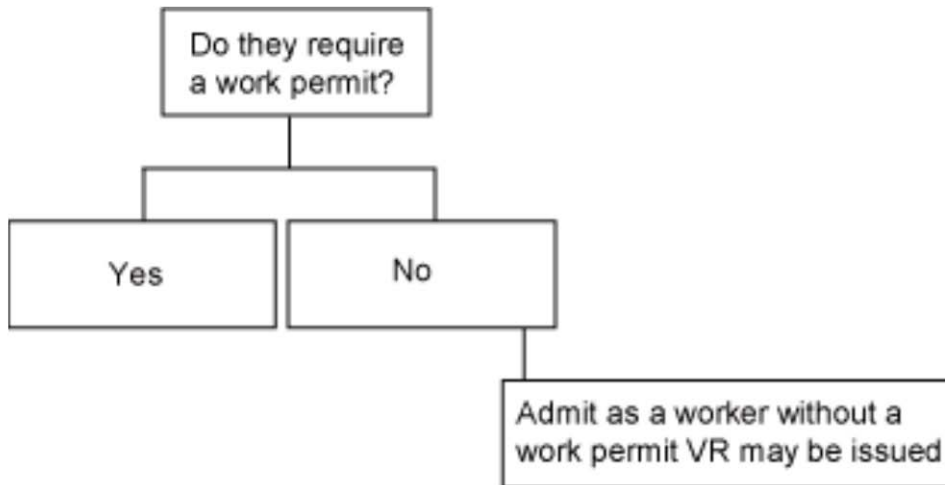 Do they require
a work permit?
Yes
No
Admit as a worker without a
work permit VR may be issued